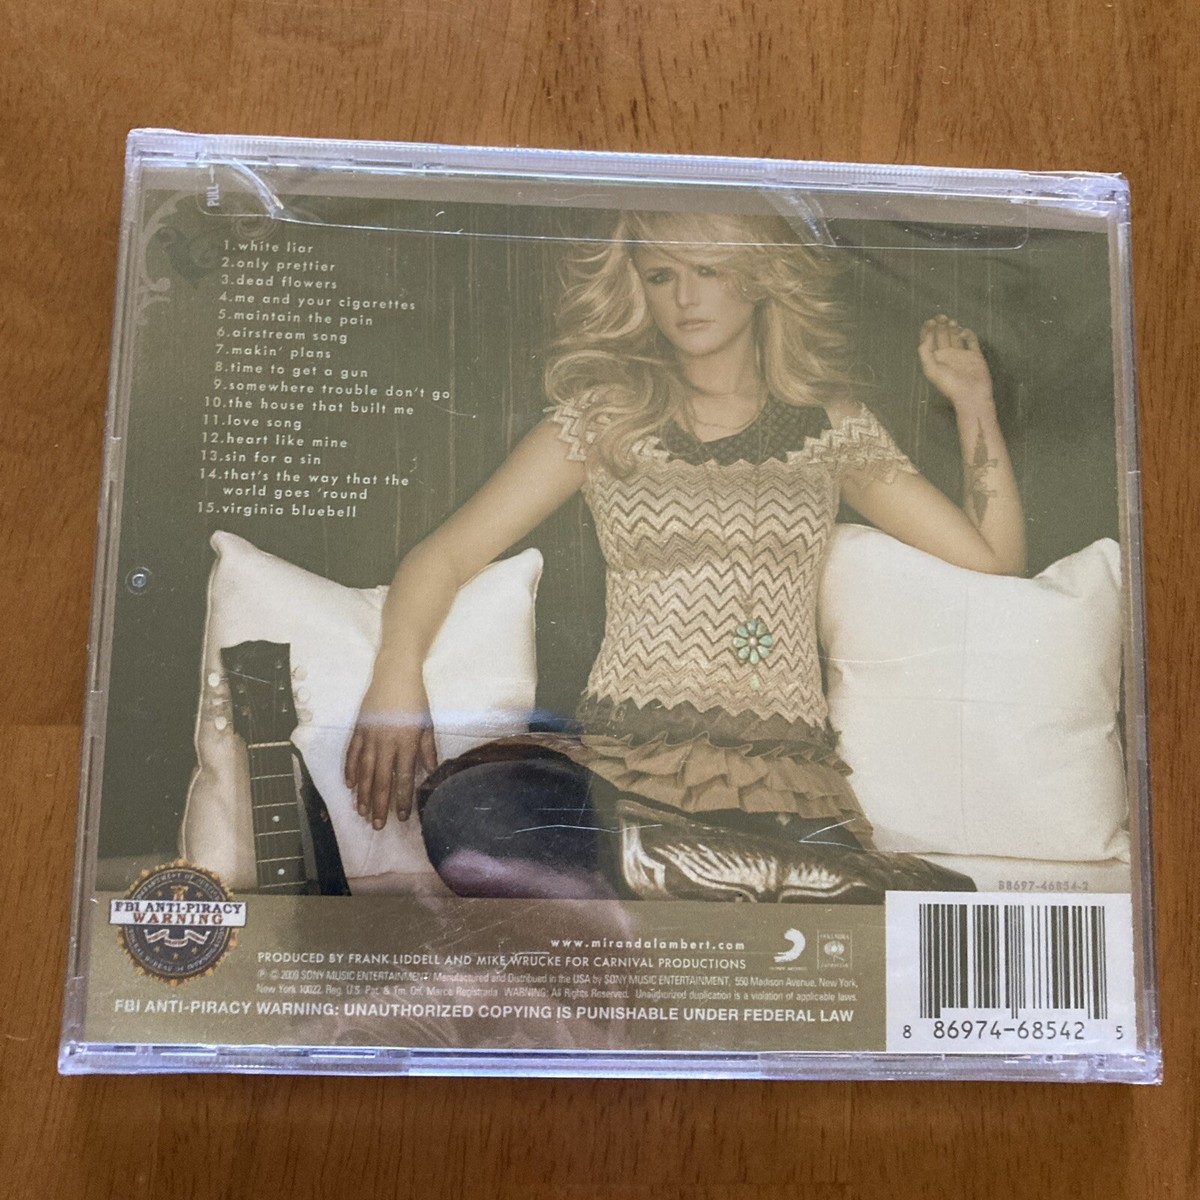 PULL
1.white liar
2.only prettier
3.dead flowers
4.me and your cigarettes
5.maintain the pain
6.airstream song
7.makin' plans
8.time to get a gun
9.somewhere trouble don't go
10.the house that built me
11.love song
12.heart like mine
13.sin for a sin
14.that's the way that the
world goes 'round
15.virginia bluebell
88697-46854-2
FBI ANTI-PIRACY
WARNING
www.mirandalambert.com
PRODUCED BY FRANK LIDDELL AND MIKE WRUCKE FOR CARNIVAL PRODUCTIONS
℗ © 2009 SONY MUSIC ENTERTAINMENT/ Manufactured and Distributed in the USA by SONY MUSIC ENTERTAINMENT, 550 Madison Avenue, New York,
New York 10022. Reg. U.S. Pat. & Tm. Off. Marca Registrada. WARNING: All Rights Reserved. Unauthorized duplication is a violation of applicable laws.
FBI ANTI-PIRACY WARNING: UNAUTHORIZED COPYING IS PUNISHABLE UNDER FEDERAL LAW
8 86974-68542 5